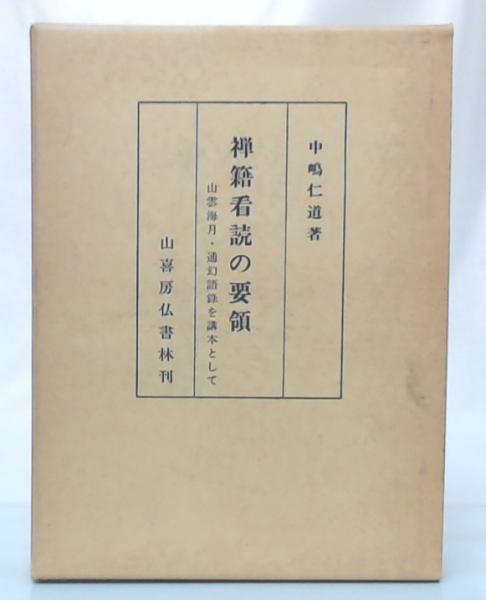 中嶋仁道著
禅籍看読の要領
山雲海月・通幻語録を講本として
山喜房仏書林刊